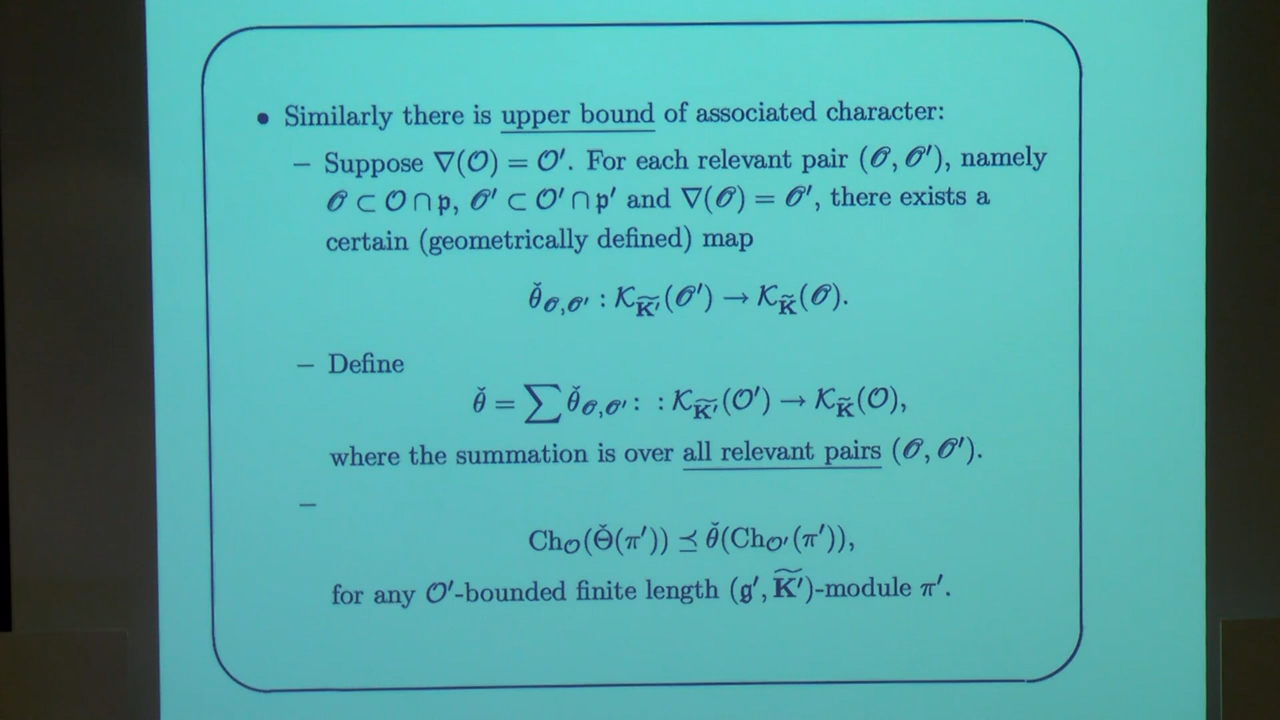 • Similarly there is upper bound of associated character:
– Suppose ∇(𝒪) = 𝒪′. For each relevant pair (𝒪, 𝒪′), namely
𝒪 ⊂ 𝒪 ∩ 𝔭, 𝒪′ ⊂ 𝒪′ ∩ 𝔭′ and ∇(𝒪) = 𝒪′, there exists a
certain (geometrically defined) map
θ̌_{𝒪,𝒪′} : 𝒦_{K̃′}(𝒪′) → 𝒦_{K̃}(𝒪).
– Define
θ̌ = ∑ θ̌_{𝒪,𝒪′} : : 𝒦_{K̃′}(𝒪′) → 𝒦_{K̃}(𝒪),
where the summation is over all relevant pairs (𝒪, 𝒪′).
–
Ch_𝒪(Θ̌(π′)) ⪯ θ̌(Ch_{𝒪′}(π′)),
for any 𝒪′-bounded finite length (𝔤′, K̃′)-module π′.